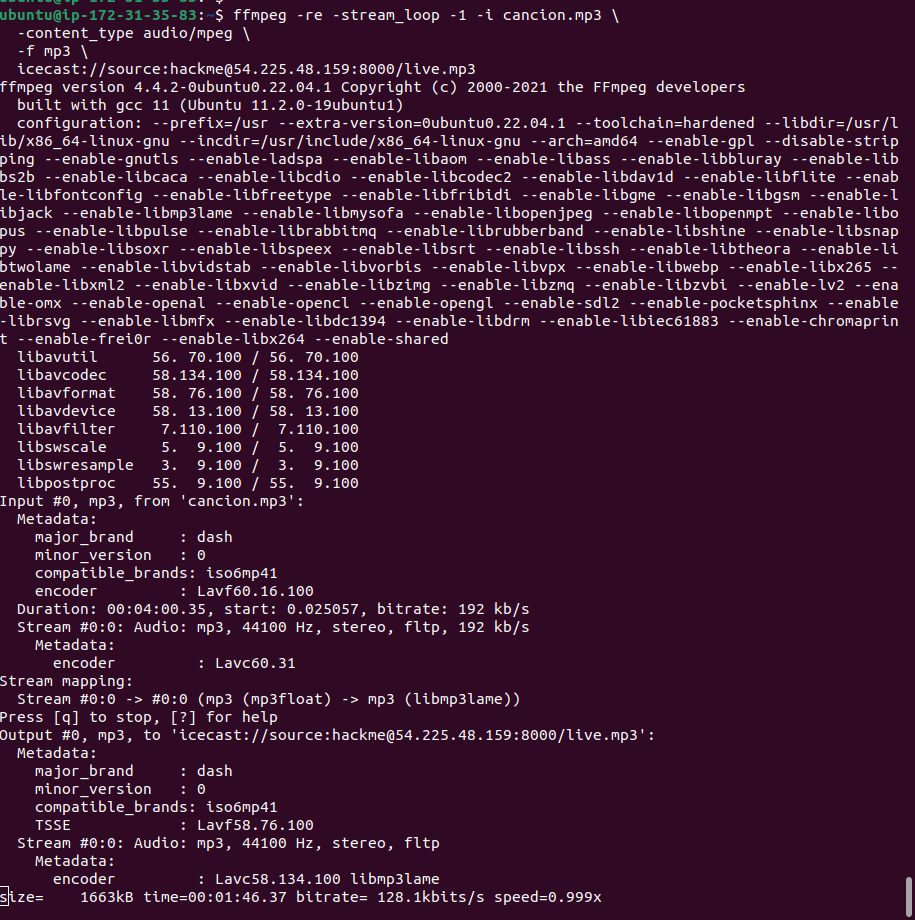 ubuntu@ip-172-31-35-83:~$ ffmpeg -re -stream_loop -1 -i cancion.mp3 \
  -content_type audio/mpeg \
  -f mp3 \
  icecast://source:hackme@54.225.48.159:8000/live.mp3
ffmpeg version 4.4.2-0ubuntu0.22.04.1 Copyright (c) 2000-2021 the FFmpeg developers
  built with gcc 11 (Ubuntu 11.2.0-19ubuntu1)
  configuration: --prefix=/usr --extra-version=0ubuntu0.22.04.1 --toolchain=hardened --libdir=/usr/l
ib/x86_64-linux-gnu --incdir=/usr/include/x86_64-linux-gnu --arch=amd64 --enable-gpl --disable-strip
ping --enable-gnutls --enable-ladspa --enable-libaom --enable-libass --enable-libbluray --enable-lib
bs2b --enable-libcaca --enable-libcdio --enable-libcodec2 --enable-libdav1d --enable-libflite --enab
le-libfontconfig --enable-libfreetype --enable-libfribidi --enable-libgme --enable-libgsm --enable-l
ibjack --enable-libmp3lame --enable-libmysofa --enable-libopenjpeg --enable-libopenmpt --enable-libo
pus --enable-libpulse --enable-librabbitmq --enable-librubberband --enable-libshine --enable-libsnap
py --enable-libsoxr --enable-libspeex --enable-libsrt --enable-libssh --enable-libtheora --enable-li
btwolame --enable-libvidstab --enable-libvorbis --enable-libvpx --enable-libwebp --enable-libx265 --
enable-libxml2 --enable-libxvid --enable-libzimg --enable-libzmq --enable-libzvbi --enable-lv2 --ena
ble-omx --enable-openal --enable-opencl --enable-opengl --enable-sdl2 --enable-pocketsphinx --enable
-librsvg --enable-libmfx --enable-libdc1394 --enable-libdrm --enable-libiec61883 --enable-chromaprin
t --enable-frei0r --enable-libx264 --enable-shared
  libavutil      56. 70.100 / 56. 70.100
  libavcodec     58.134.100 / 58.134.100
  libavformat    58. 76.100 / 58. 76.100
  libavdevice    58. 13.100 / 58. 13.100
  libavfilter     7.110.100 /  7.110.100
  libswscale      5.  9.100 /  5.  9.100
  libswresample   3.  9.100 /  3.  9.100
  libpostproc    55.  9.100 / 55.  9.100
Input #0, mp3, from 'cancion.mp3':
  Metadata:
    major_brand     : dash
    minor_version   : 0
    compatible_brands: iso6mp41
    encoder         : Lavf60.16.100
  Duration: 00:04:00.35, start: 0.025057, bitrate: 192 kb/s
  Stream #0:0: Audio: mp3, 44100 Hz, stereo, fltp, 192 kb/s
    Metadata:
      encoder         : Lavc60.31
Stream mapping:
  Stream #0:0 -> #0:0 (mp3 (mp3float) -> mp3 (libmp3lame))
Press [q] to stop, [?] for help
Output #0, mp3, to 'icecast://source:hackme@54.225.48.159:8000/live.mp3':
  Metadata:
    major_brand     : dash
    minor_version   : 0
    compatible_brands: iso6mp41
    TSSE            : Lavf58.76.100
  Stream #0:0: Audio: mp3, 44100 Hz, stereo, fltp
    Metadata:
      encoder         : Lavc58.134.100 libmp3lame
size=    1663kB time=00:01:46.37 bitrate= 128.1kbits/s speed=0.999x